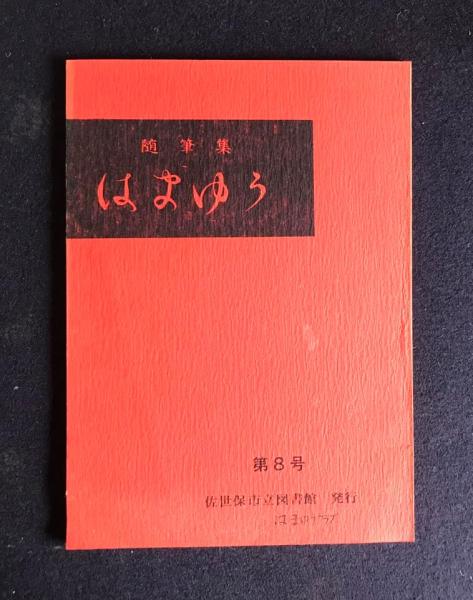 随筆集
はまゆう
第8号
佐世保市立図書館 発行
はまゆうクラブ